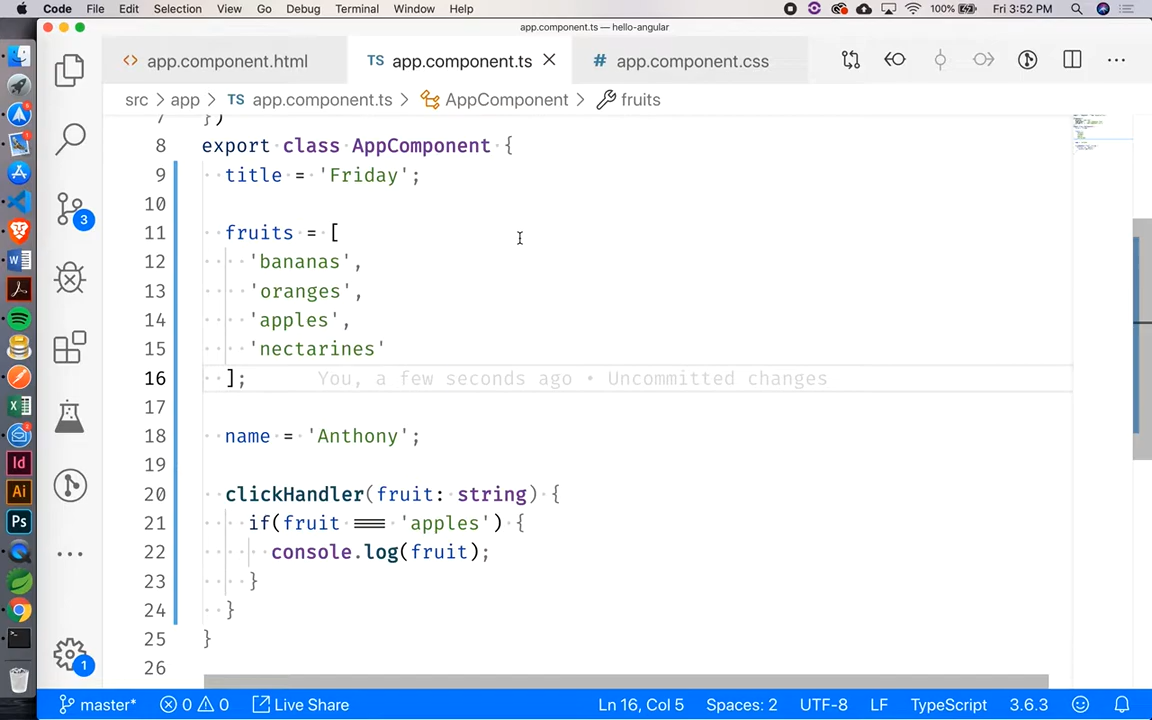 Code File Edit Selection View Go Debug Terminal Window Help 100% Fri 3:52 PM
app.component.ts — hello-angular
app.component.html TS app.component.ts # app.component.css
src > app > TS app.component.ts > AppComponent > fruits
7 })
8 export class AppComponent {
9 title = 'Friday';
10
11 fruits = [
12 'bananas',
13 'oranges',
14 'apples',
15 'nectarines'
16 ]; You, a few seconds ago • Uncommitted changes
17
18 name = 'Anthony';
19
20 clickHandler(fruit: string) {
21 if(fruit === 'apples') {
22 console.log(fruit);
23 }
24 }
25 }
26
3
1
Id
Ai
Ps
master* 0 0 Live Share Ln 16, Col 5 Spaces: 2 UTF-8 LF TypeScript 3.6.3